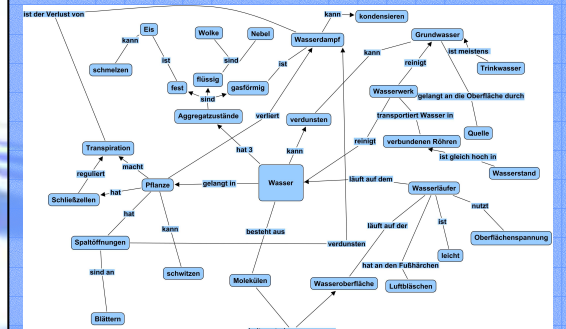 ist der Verlust von
kann
kondensieren
Eis
Wolke
Nebel
Wasserdampf
Grundwasser
kann
kann
ist meistens
sind
ist
ist
reinigt
Trinkwasser
schmelzen
flüssig
fest
gasförmig
Wasserwerk
gelangt an die Oberfläche durch
sind
verliert
Aggregatzustände
verdunsten
transportiert Wasser in
Quelle
verbundenen Röhren
Transpiration
hat 3
kann
reinigt
ist gleich hoch in
macht
Wasserstand
reguliert
Pflanze
gelangt in
Wasser
läuft auf dem
Wasserläufer
Schließzellen
hat
nutzt
hat
läuft auf der
ist
kann
besteht aus
Oberflächenspannung
Spaltöffnungen
verdunsten
leicht
hat an den Fußhärchen
sind an
schwitzen
Molekülen
Wasseroberfläche
Luftbläschen
Blättern